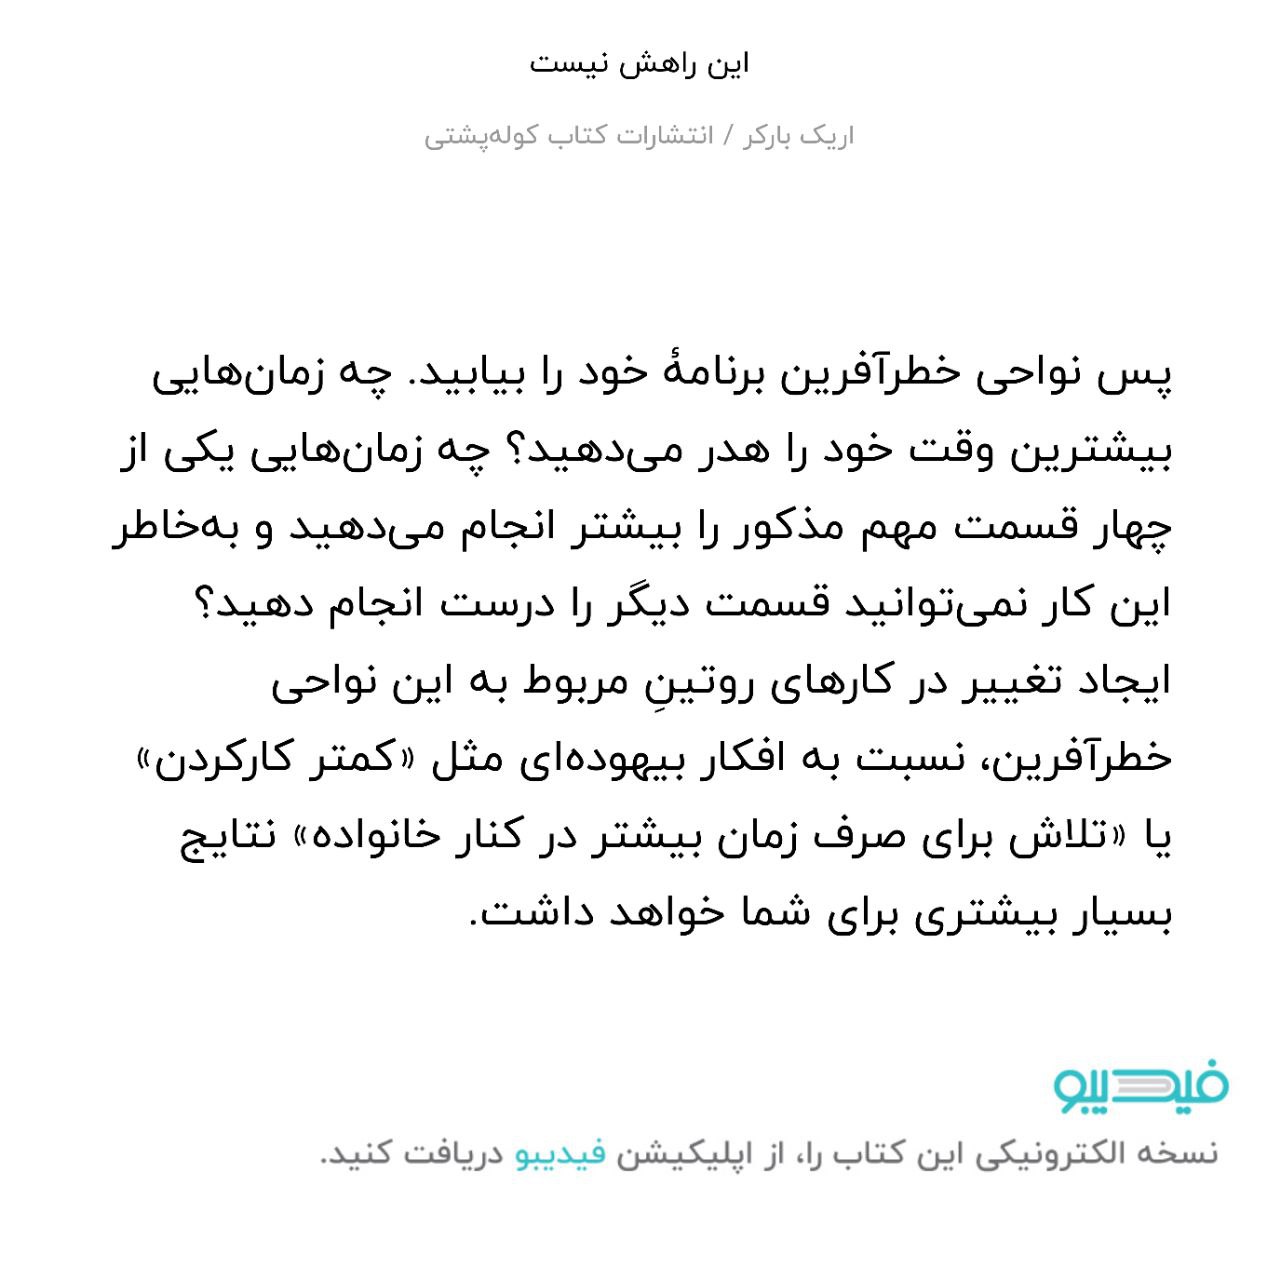 این راهش نیست
اریک بارکر / انتشارات کتاب کوله‌پشتی
پس نواحی خطرآفرین برنامهٔ خود را بیابید. چه زمان‌هایی
بیشترین وقت خود را هدر می‌دهید؟ چه زمان‌هایی یکی از
چهار قسمت مهم مذکور را بیشتر انجام می‌دهید و به‌خاطر
این کار نمی‌توانید قسمت دیگر را درست انجام دهید؟
ایجاد تغییر در کارهای روتینِ مربوط به این نواحی
خطرآفرین، نسبت به افکار بیهوده‌ای مثل «کمتر کارکردن»
یا «تلاش برای صرف زمان بیشتر در کنار خانواده» نتایج
بسیار بیشتری برای شما خواهد داشت.
فیدیبو
نسخه الکترونیکی این کتاب را، از اپلیکیشن فیدیبو دریافت کنید.